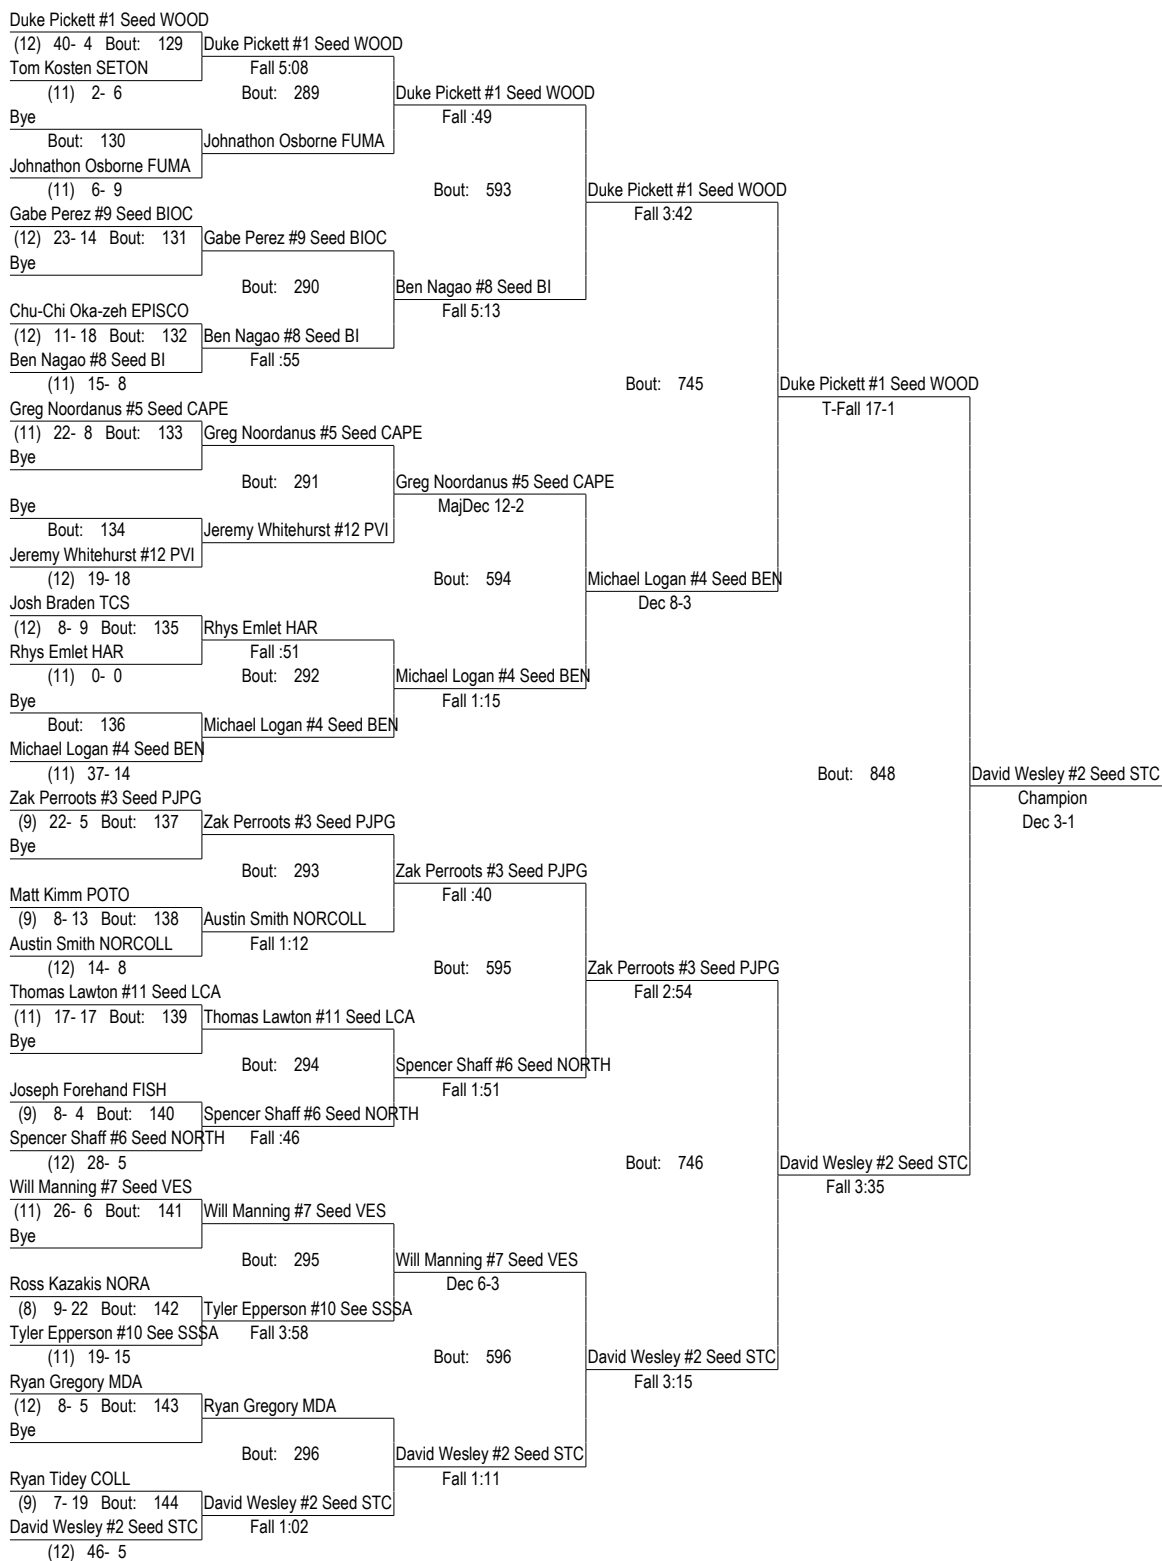 Duke Pickett #1 Seed WOOD
(12) 40- 4 Bout: 129 Duke Pickett #1 Seed WOOD
Tom Kosten SETON Fall 5:08
(11) 2- 6 Bout: 289 Duke Pickett #1 Seed WOOD
Bye Fall :49
Bout: 130 Johnathon Osborne FUMA
Johnathon Osborne FUMA
(11) 6- 9 Bout: 593 Duke Pickett #1 Seed WOOD
Gabe Perez #9 Seed BIOC Fall 3:42
(12) 23- 14 Bout: 131 Gabe Perez #9 Seed BIOC
Bye
Bout: 290 Ben Nagao #8 Seed BI
Chu-Chi Oka-zeh EPISCO Fall 5:13
(12) 11- 18 Bout: 132 Ben Nagao #8 Seed BI
Ben Nagao #8 Seed BI Fall :55
(11) 15- 8 Bout: 745 Duke Pickett #1 Seed WOOD
Greg Noordanus #5 Seed CAPE T-Fall 17-1
(11) 22- 8 Bout: 133 Greg Noordanus #5 Seed CAPE
Bye
Bout: 291 Greg Noordanus #5 Seed CAPE
Bye MajDec 12-2
Bout: 134 Jeremy Whitehurst #12 PVI
Jeremy Whitehurst #12 PVI
(12) 19- 18 Bout: 594 Michael Logan #4 Seed BEN
Josh Braden TCS Dec 8-3
(12) 8- 9 Bout: 135 Rhys Emlet HAR
Rhys Emlet HAR Fall :51
(11) 0- 0 Bout: 292 Michael Logan #4 Seed BEN
Bye Fall 1:15
Bout: 136 Michael Logan #4 Seed BEN
Michael Logan #4 Seed BEN
(11) 37- 14 Bout: 848 David Wesley #2 Seed STC
Zak Perroots #3 Seed PJPG Champion
(9) 22- 5 Bout: 137 Zak Perroots #3 Seed PJPG Dec 3-1
Bye
Bout: 293 Zak Perroots #3 Seed PJPG
Matt Kimm POTO Fall :40
(9) 8- 13 Bout: 138 Austin Smith NORCOLL
Austin Smith NORCOLL Fall 1:12
(12) 14- 8 Bout: 595 Zak Perroots #3 Seed PJPG
Thomas Lawton #11 Seed LCA Fall 2:54
(11) 17- 17 Bout: 139 Thomas Lawton #11 Seed LCA
Bye
Bout: 294 Spencer Shaff #6 Seed NORTH
Joseph Forehand FISH Fall 1:51
(9) 8- 4 Bout: 140 Spencer Shaff #6 Seed NORTH
Spencer Shaff #6 Seed NORTH Fall :46
(12) 28- 5 Bout: 746 David Wesley #2 Seed STC
Will Manning #7 Seed VES Fall 3:35
(11) 26- 6 Bout: 141 Will Manning #7 Seed VES
Bye
Bout: 295 Will Manning #7 Seed VES
Ross Kazakis NORA Dec 6-3
(8) 9- 22 Bout: 142 Tyler Epperson #10 See SSSA
Tyler Epperson #10 See SSSA Fall 3:58
(11) 19- 15 Bout: 596 David Wesley #2 Seed STC
Ryan Gregory MDA Fall 3:15
(12) 8- 5 Bout: 143 Ryan Gregory MDA
Bye
Bout: 296 David Wesley #2 Seed STC
Ryan Tidey COLL Fall 1:11
(9) 7- 19 Bout: 144 David Wesley #2 Seed STC
David Wesley #2 Seed STC Fall 1:02
(12) 46- 5